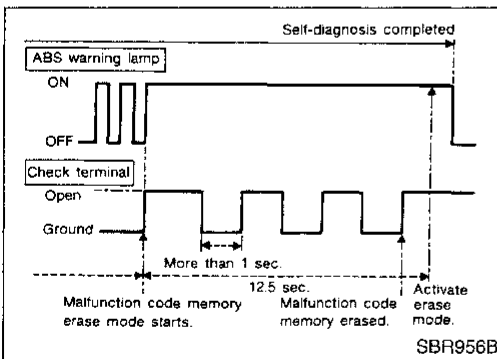 Self-diagnosis completed
ABS warning lamp
ON
OFF
Check terminal
Open
Ground
More than 1 sec.
12.5 sec.
Malfunction code memory
erase mode starts.
Malfunction code
memory erased.
Activate
erase
mode.
SBR956B